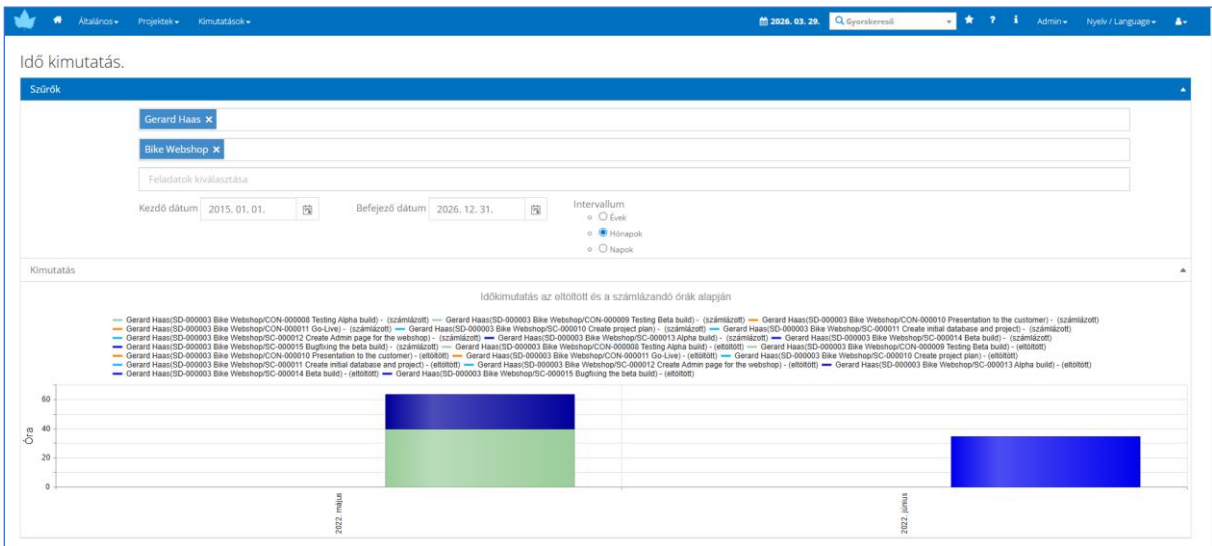 Általános Projektek Kimutatások 2026. 03. 29. Gyorskereső ? i Admin Nyelv / Language
Idő kimutatás.
Szűrők
Gerard Haas ×
Bike Webshop ×
Feladatok kiválasztása
Kezdő dátum 2015. 01. 01. Befejező dátum 2026. 12. 31. Intervallum
Évek
Hónapok
Napok
Kimutatás
Időkimutatás az eltöltött és a számlázandó órák alapján
Gerard Haas(SD-000003 Bike Webshop/CON-000008 Testing Alpha build) - (számlázott) Gerard Haas(SD-000003 Bike Webshop/CON-000009 Testing Beta build) - (számlázott) Gerard Haas(SD-000003 Bike Webshop/CON-000010 Presentation to the customer) - (számlázott)
Gerard Haas(SD-000003 Bike Webshop/CON-000011 Go-Live) - (számlázott) Gerard Haas(SD-000003 Bike Webshop/SC-000010 Create project plan) - (számlázott) Gerard Haas(SD-000003 Bike Webshop/SC-000011 Create initial database and project) - (számlázott)
Gerard Haas(SD-000003 Bike Webshop/SC-000012 Create Admin page for the webshop) - (számlázott) Gerard Haas(SD-000003 Bike Webshop/SC-000013 Alpha build) - (számlázott) Gerard Haas(SD-000003 Bike Webshop/SC-000014 Beta build) - (számlázott)
Gerard Haas(SD-000003 Bike Webshop/SC-000015 Bugfixing the beta build) - (számlázott) Gerard Haas(SD-000003 Bike Webshop/CON-000008 Testing Alpha build) - (eltöltött) Gerard Haas(SD-000003 Bike Webshop/CON-000009 Testing Beta build) - (eltöltött)
Gerard Haas(SD-000003 Bike Webshop/CON-000010 Presentation to the customer) - (eltöltött) Gerard Haas(SD-000003 Bike Webshop/CON-000011 Go-Live) - (eltöltött) Gerard Haas(SD-000003 Bike Webshop/SC-000010 Create project plan) - (eltöltött)
Gerard Haas(SD-000003 Bike Webshop/SC-000011 Create initial database and project) - (eltöltött) Gerard Haas(SD-000003 Bike Webshop/SC-000012 Create Admin page for the webshop) - (eltöltött) Gerard Haas(SD-000003 Bike Webshop/SC-000013 Alpha build) - (eltöltött)
Gerard Haas(SD-000003 Bike Webshop/SC-000014 Beta build) - (eltöltött) Gerard Haas(SD-000003 Bike Webshop/SC-000015 Bugfixing the beta build) - (eltöltött)
Óra
60
40
20
0
2022. május
2022. június